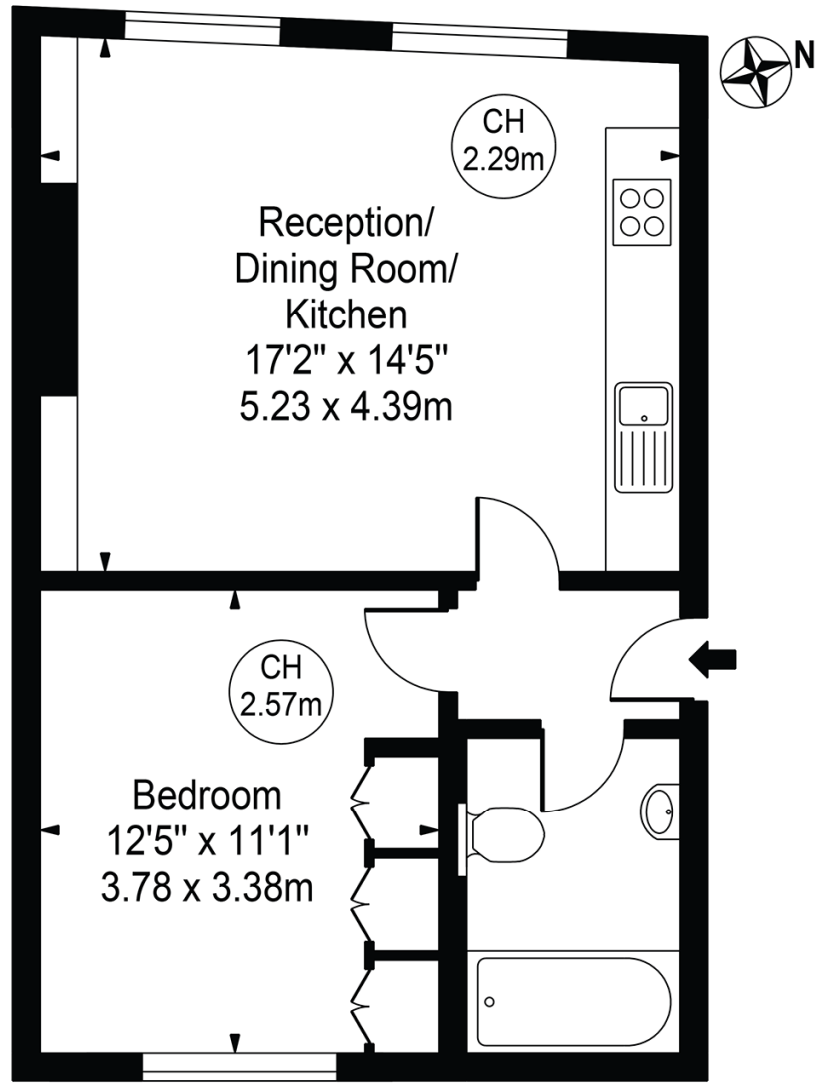 N
CH
2.29m
Reception/
Dining Room/
Kitchen
17'2" x 14'5"
5.23 x 4.39m
CH
2.57m
Bedroom
12'5" x 11'1"
3.78 x 3.38m